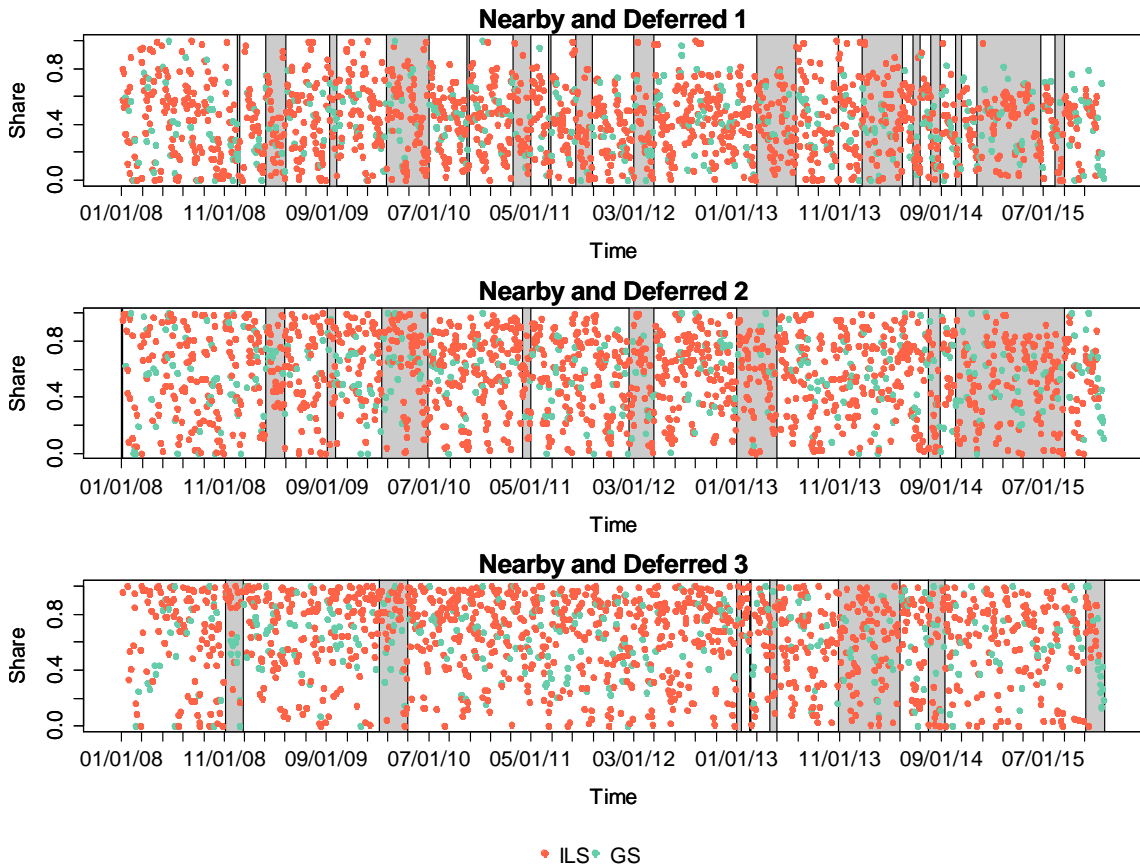 Nearby and Deferred 1
Share
0.0 0.4 0.8
01/01/08 11/01/08 09/01/09 07/01/10 05/01/11 03/01/12 01/01/13 11/01/13 09/01/14 07/01/15
Time
Nearby and Deferred 2
Share
0.0 0.4 0.8
01/01/08 11/01/08 09/01/09 07/01/10 05/01/11 03/01/12 01/01/13 11/01/13 09/01/14 07/01/15
Time
Nearby and Deferred 3
Share
0.0 0.4 0.8
01/01/08 11/01/08 09/01/09 07/01/10 05/01/11 03/01/12 01/01/13 11/01/13 09/01/14 07/01/15
Time
ILS GS